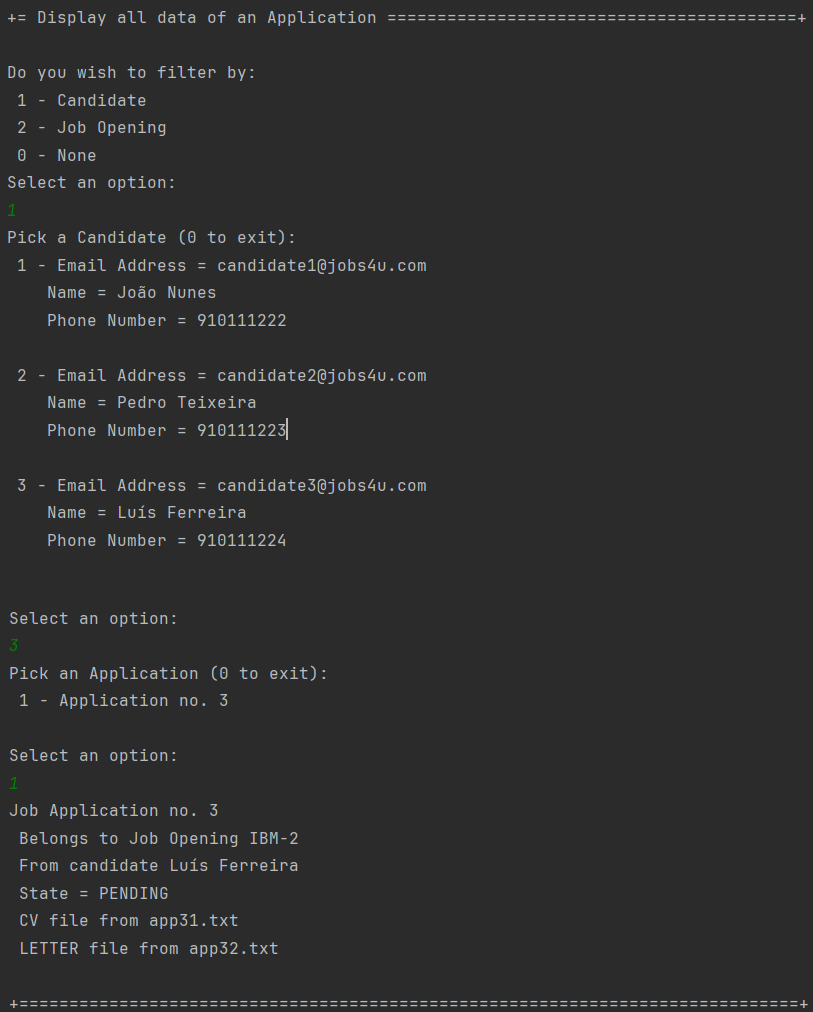 += Display all data of an Application =========================================+
Do you wish to filter by:
1 - Candidate
2 - Job Opening
0 - None
Select an option:
1
Pick a Candidate (0 to exit):
1 - Email Address = candidate1@jobs4u.com
Name = João Nunes
Phone Number = 910111222
2 - Email Address = candidate2@jobs4u.com
Name = Pedro Teixeira
Phone Number = 910111223
3 - Email Address = candidate3@jobs4u.com
Name = Luís Ferreira
Phone Number = 910111224
Select an option:
3
Pick an Application (0 to exit):
1 - Application no. 3
Select an option:
1
Job Application no. 3
Belongs to Job Opening IBM-2
From candidate Luís Ferreira
State = PENDING
CV file from app31.txt
LETTER file from app32.txt
+==============================================================================+